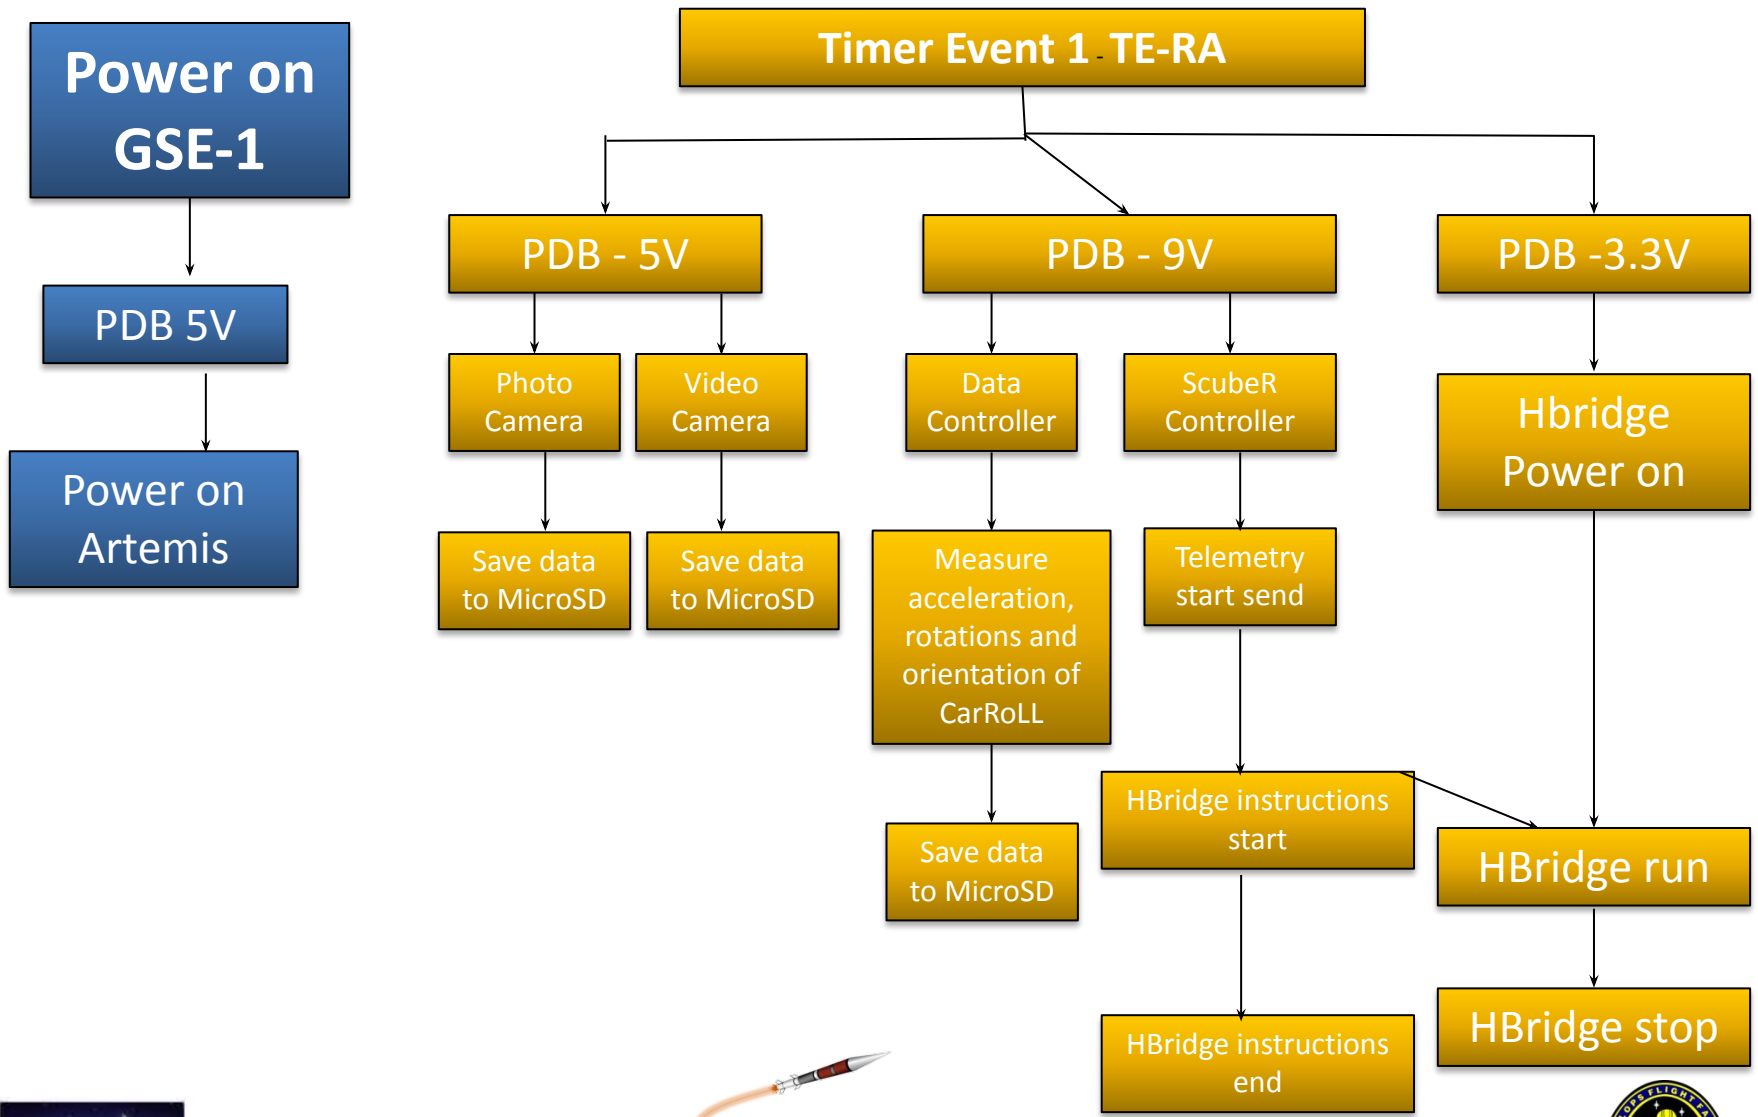 Power on
GSE-1
PDB 5V
Power on
Artemis
Timer Event 1 - TE-RA
PDB - 5V
PDB - 9V
PDB -3.3V
Photo
Camera
Video
Camera
Data
Controller
ScubeR
Controller
Hbridge
Power on
Save data
to MicroSD
Save data
to MicroSD
Measure
acceleration,
rotations and
orientation of
CarRoLL
Telemetry
start send
HBridge instructions
start
HBridge run
Save data
to MicroSD
HBridge stop
HBridge instructions
end
FLIGHT